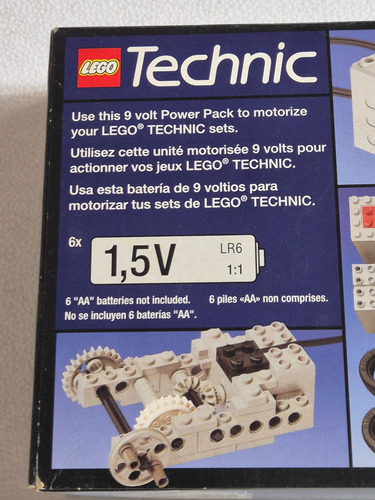 LEGO Technic
Use this 9 volt Power Pack to motorize
your LEGO® TECHNIC sets.
Utilisez cette unité motorisée 9 volts pour
actionner vos jeux LEGO® TECHNIC.
Usa esta batería de 9 voltios para
motorizar tus sets de LEGO® TECHNIC.
6x
1,5V
LR6
1:1
6 "AA" batteries not included.
6 piles «AA» non comprises.
No se incluyen 6 baterías "AA".